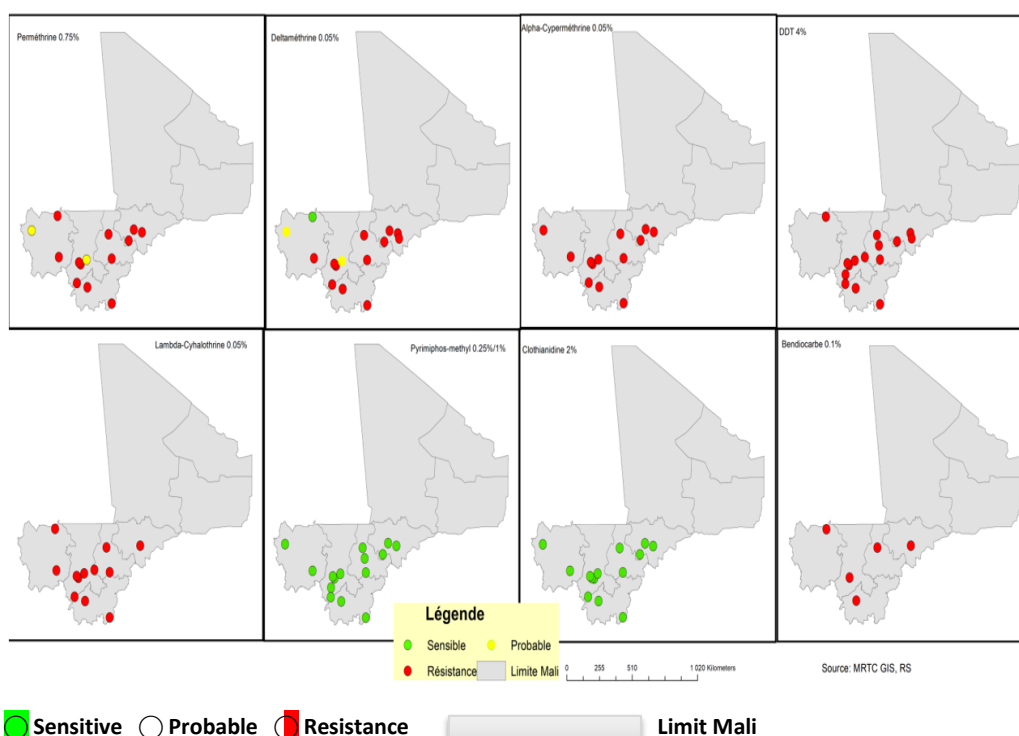 Perméthrine 0.75%
Deltaméthrine 0.05%
Alpha-Cyperméthrine 0.05%
DDT 4%
Lambda-Cyhalothrine 0.05%
Pyrimiphos-methyl 0.25%/1%
Clothianidine 2%
Bendiocarbe 0.1%
Légende
Sensible Probable
Résistance Limite Mali
0 255 510 1 020 Kilometers
Source: MRTC GIS, RS
Sensitive Probable Resistance Limit Mali